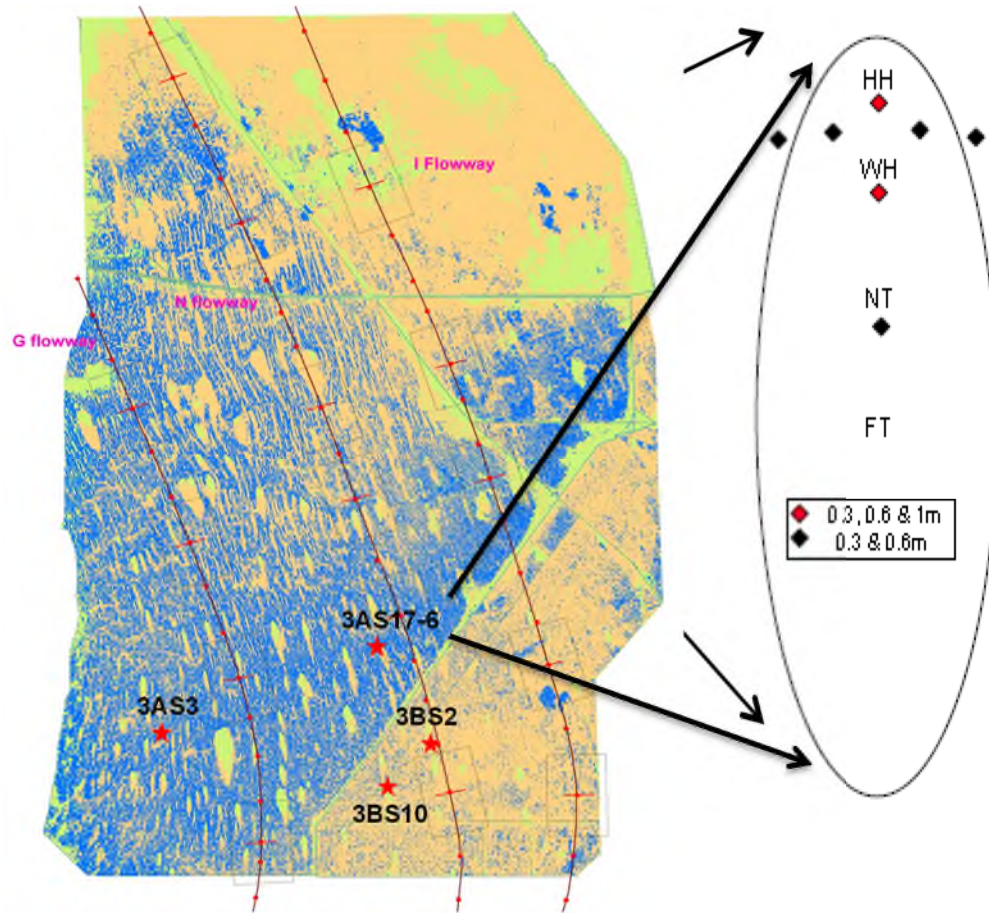 I Flowway
N flowway
G flowway
3AS17-6
3AS3
3BS2
3BS10
HH
WH
NT
FT
0.3, 0.6 & 1m
0.3 & 0.6m